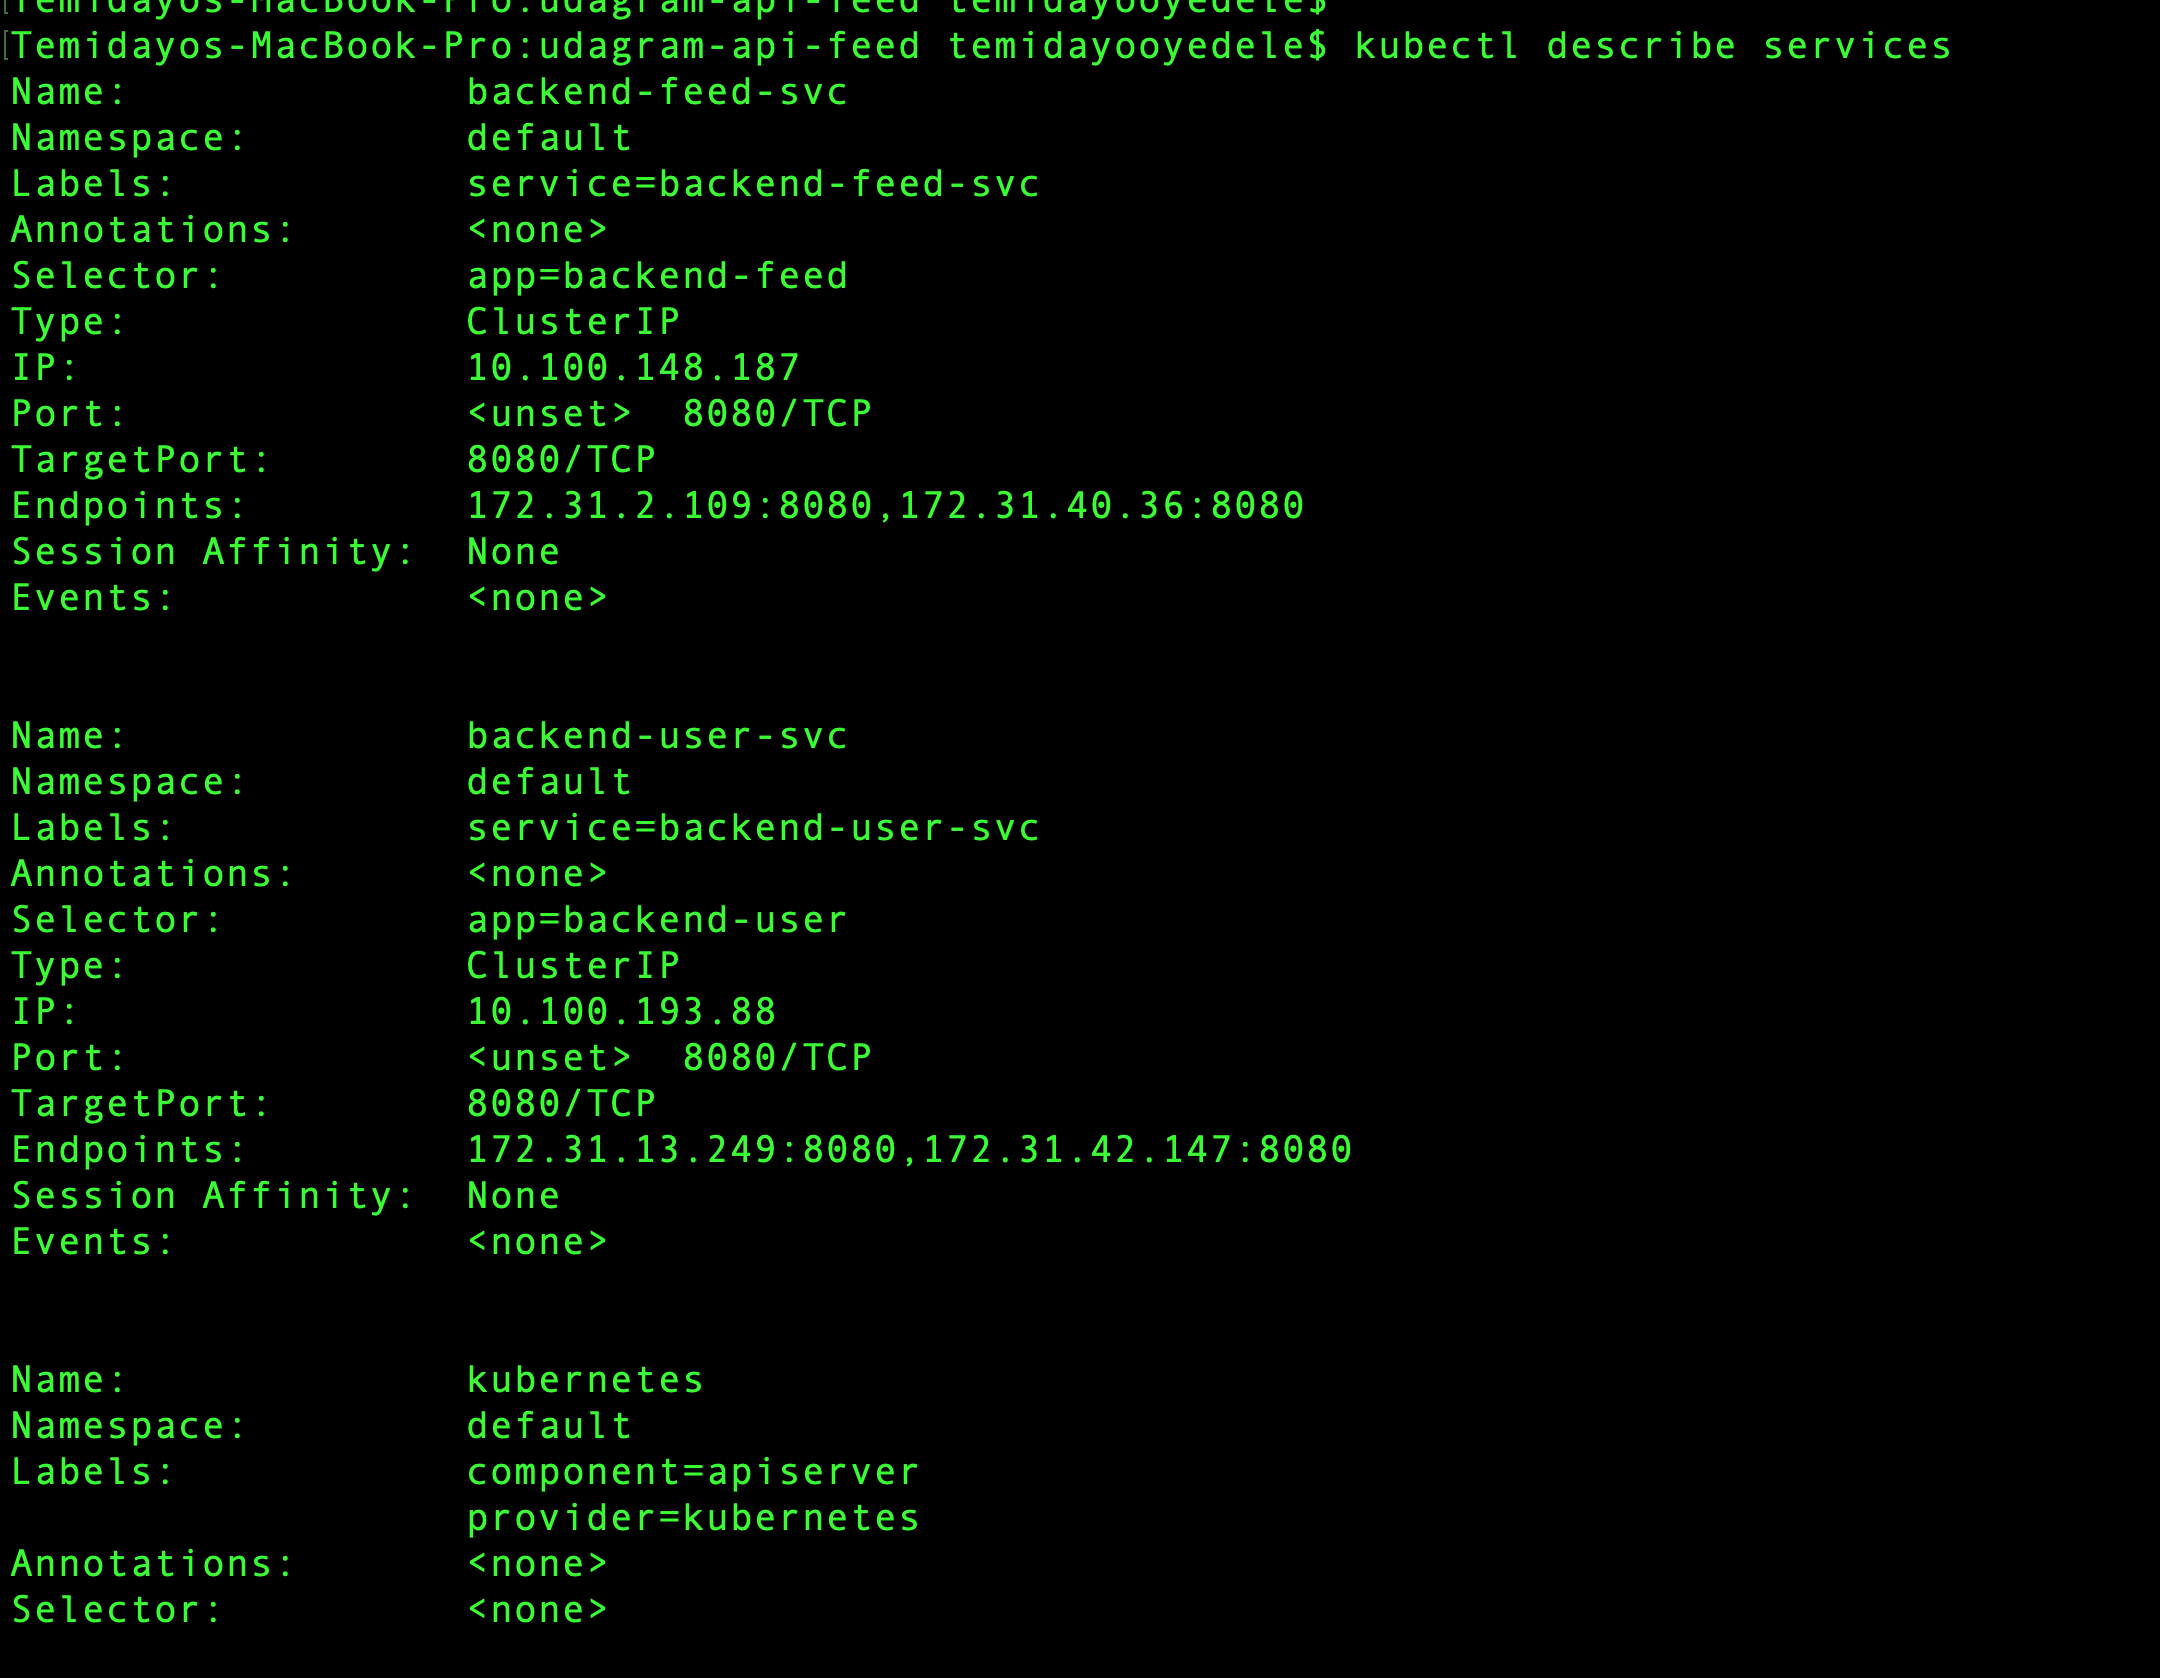 Temidayos-MacBook-Pro:udagram-api-feed temidayooyedele$
Temidayos-MacBook-Pro:udagram-api-feed temidayooyedele$ kubectl describe services
Name:              backend-feed-svc
Namespace:         default
Labels:            service=backend-feed-svc
Annotations:       <none>
Selector:          app=backend-feed
Type:              ClusterIP
IP:                10.100.148.187
Port:              <unset>  8080/TCP
TargetPort:        8080/TCP
Endpoints:         172.31.2.109:8080,172.31.40.36:8080
Session Affinity:  None
Events:            <none>
Name:              backend-user-svc
Namespace:         default
Labels:            service=backend-user-svc
Annotations:       <none>
Selector:          app=backend-user
Type:              ClusterIP
IP:                10.100.193.88
Port:              <unset>  8080/TCP
TargetPort:        8080/TCP
Endpoints:         172.31.13.249:8080,172.31.42.147:8080
Session Affinity:  None
Events:            <none>
Name:              kubernetes
Namespace:         default
Labels:            component=apiserver
                   provider=kubernetes
Annotations:       <none>
Selector:          <none>